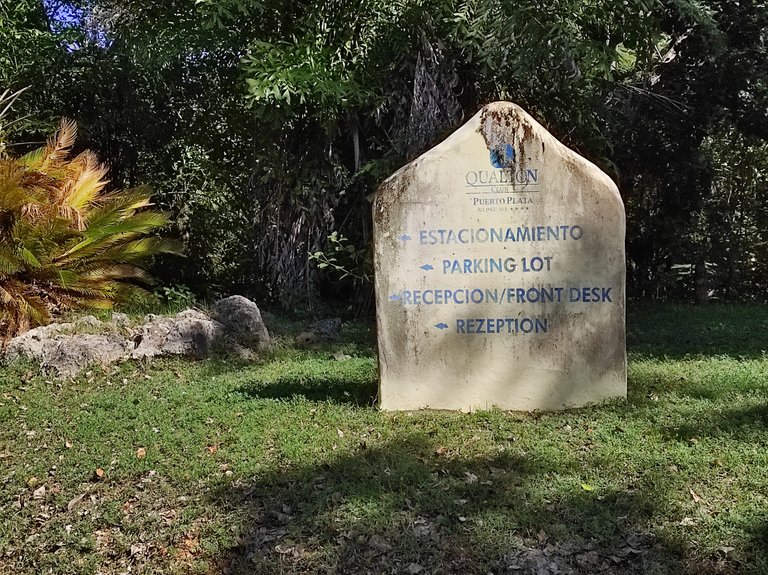 QUALTON
CLUB
PUERTO PLATA
ESTACIONAMIENTO
PARKING LOT
RECEPCION/FRONT DESK
REZEPTION